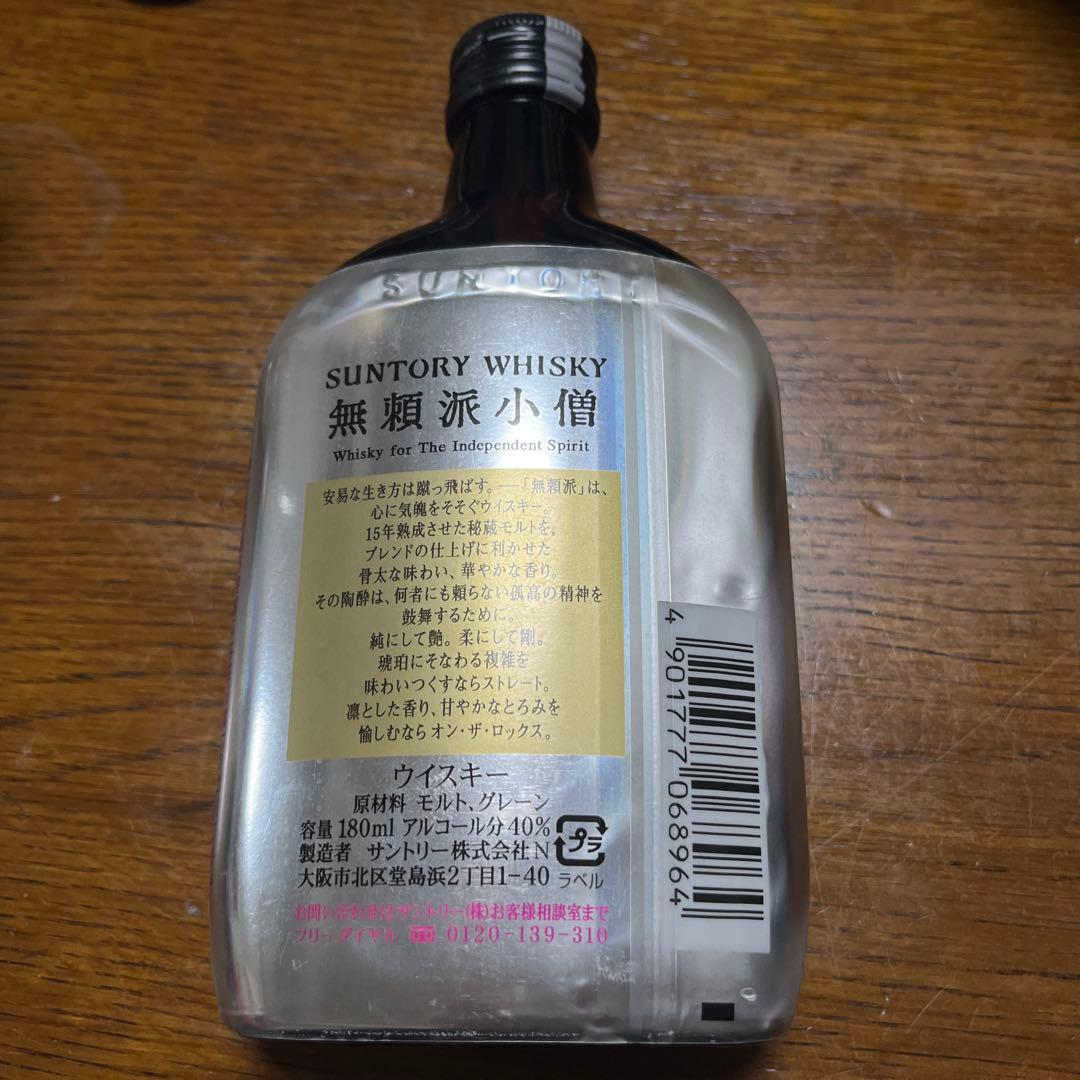 SUNTORY
SUNTORY WHISKY
無頼派小僧
Whisky for The Independent Spirit
安易な生き方は蹴っ飛ばす。―「無頼派」は、
心に気魄をそそぐウイスキー。
15年熟成させた秘蔵モルトを、
ブレンドの仕上げに利かせた
骨太な味わい、華やかな香り。
その陶酔は、何者にも頼らない孤高の精神を
鼓舞するために。
純にして艶。柔にして剛。
琥珀にそなわる複雑を
味わいつくすならストレート。
凛とした香り、甘やかなとろみを
愉しむならオン・ザ・ロックス。
ウイスキー
原材料 モルト、グレーン
容量 180ml アルコール分 40%
製造者 サントリー株式会社N
大阪市北区堂島浜2丁目1-40
プラ
ラベル
お問い合わせはサントリー(株)お客様相談室まで
フリーダイヤル 0120-139-310
4 901777 068964